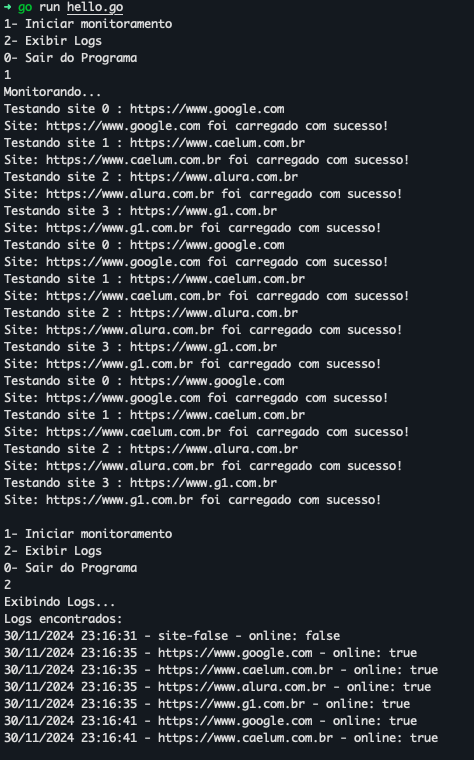 ➜ go run hello.go
1- Iniciar monitoramento
2- Exibir Logs
0- Sair do Programa
1
Monitorando...
Testando site 0 : https://www.google.com
Site: https://www.google.com foi carregado com sucesso!
Testando site 1 : https://www.caelum.com.br
Site: https://www.caelum.com.br foi carregado com sucesso!
Testando site 2 : https://www.alura.com.br
Site: https://www.alura.com.br foi carregado com sucesso!
Testando site 3 : https://www.g1.com.br
Site: https://www.g1.com.br foi carregado com sucesso!
Testando site 0 : https://www.google.com
Site: https://www.google.com foi carregado com sucesso!
Testando site 1 : https://www.caelum.com.br
Site: https://www.caelum.com.br foi carregado com sucesso!
Testando site 2 : https://www.alura.com.br
Site: https://www.alura.com.br foi carregado com sucesso!
Testando site 3 : https://www.g1.com.br
Site: https://www.g1.com.br foi carregado com sucesso!
Testando site 0 : https://www.google.com
Site: https://www.google.com foi carregado com sucesso!
Testando site 1 : https://www.caelum.com.br
Site: https://www.caelum.com.br foi carregado com sucesso!
Testando site 2 : https://www.alura.com.br
Site: https://www.alura.com.br foi carregado com sucesso!
Testando site 3 : https://www.g1.com.br
Site: https://www.g1.com.br foi carregado com sucesso!

1- Iniciar monitoramento
2- Exibir Logs
0- Sair do Programa
2
Exibindo Logs...
Logs encontrados:
30/11/2024 23:16:31 - site-false - online: false
30/11/2024 23:16:35 - https://www.google.com - online: true
30/11/2024 23:16:35 - https://www.caelum.com.br - online: true
30/11/2024 23:16:35 - https://www.alura.com.br - online: true
30/11/2024 23:16:35 - https://www.g1.com.br - online: true
30/11/2024 23:16:41 - https://www.google.com - online: true
30/11/2024 23:16:41 - https://www.caelum.com.br - online: true